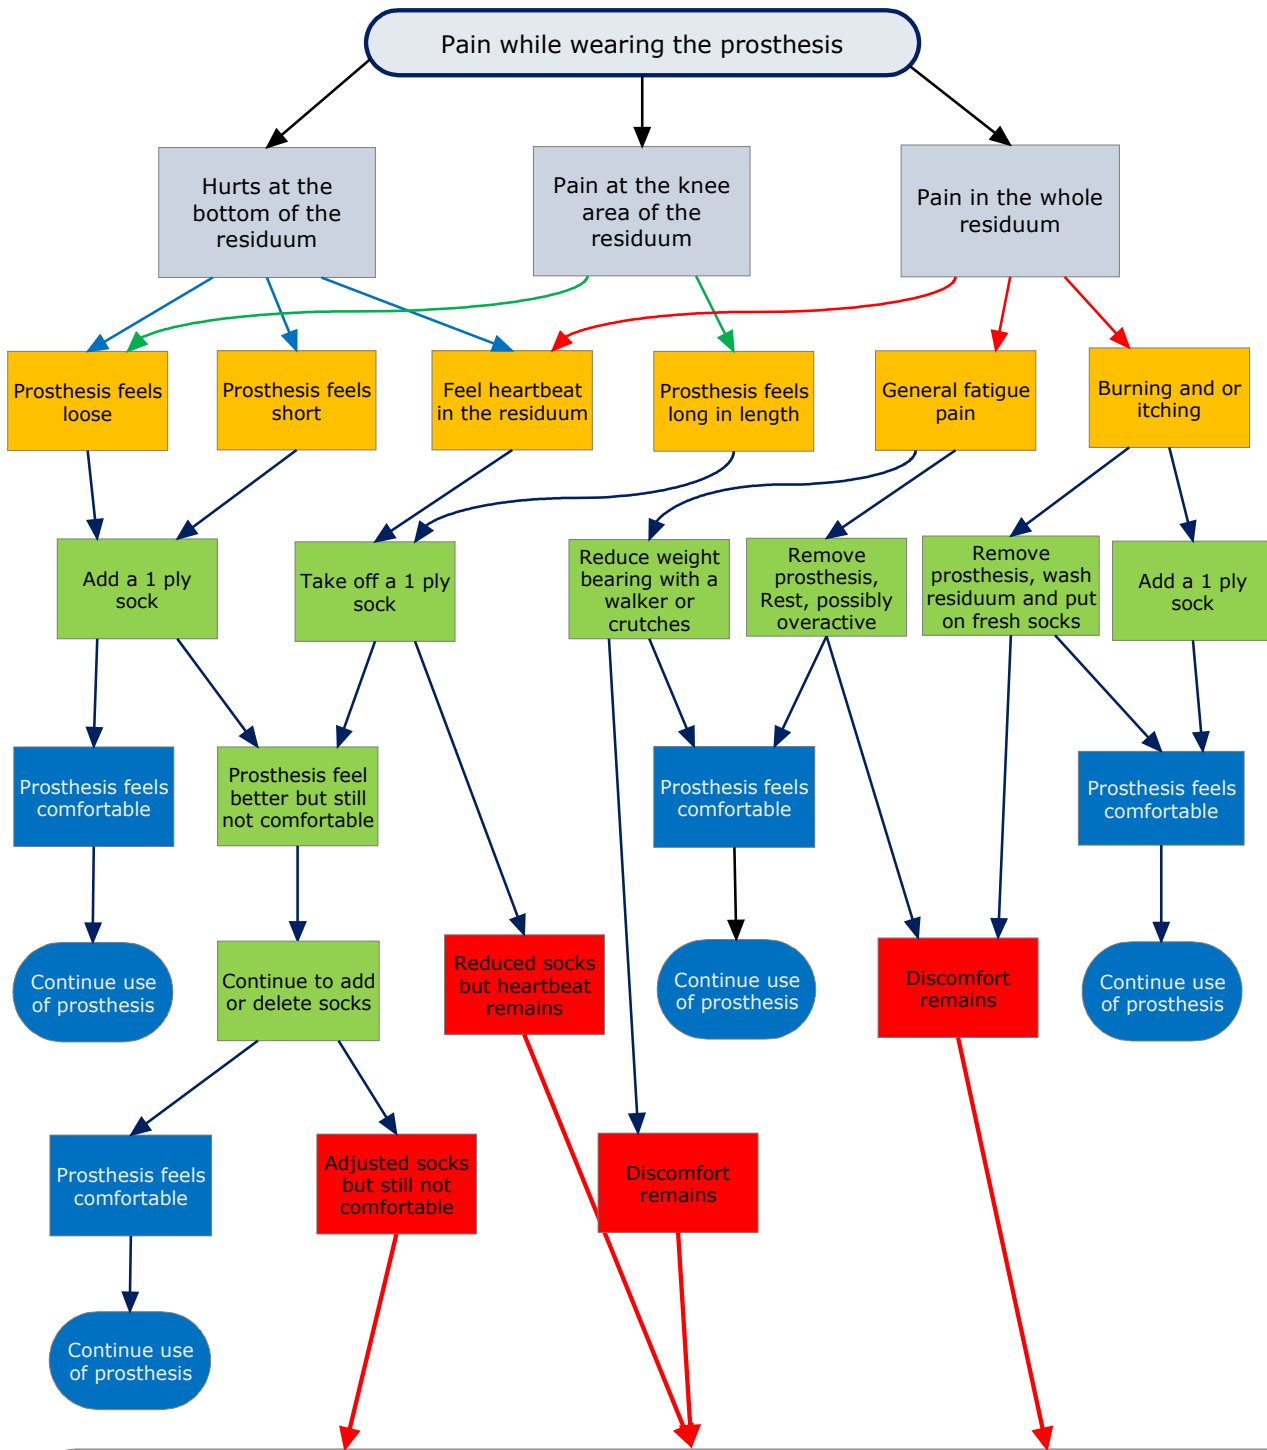 Pain while wearing the prosthesis
Hurts at the
bottom of the
residuum
Pain at the knee
area of the
residuum
Pain in the whole
residuum
Prosthesis feels
loose
Prosthesis feels
short
Feel heartbeat
in the residuum
Prosthesis feels
long in length
General fatigue
pain
Burning and or
itching
Add a 1 ply
sock
Take off a 1 ply
sock
Reduce weight
bearing with a
walker or
crutches
Remove
prosthesis,
Rest, possibly
overactive
Remove
prosthesis, wash
residuum and put
on fresh socks
Add a 1 ply
sock
Prosthesis feels
comfortable
Prosthesis feel
better but still
not comfortable
Prosthesis feels
comfortable
Prosthesis feels
comfortable
Continue use
of prosthesis
Continue to add
or delete socks
Reduced socks
but heartbeat
remains
Continue use
of prosthesis
Discomfort
remains
Continue use
of prosthesis
Prosthesis feels
comfortable
Adjusted socks
but still not
comfortable
Discomfort
remains
Continue use
of prosthesis